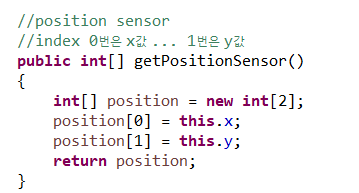 //position sensor
//index 0번은 x값 ... 1번은 y값
public int[] getPositionSensor()
{
    int[] position = new int[2];
    position[0] = this.x;
    position[1] = this.y;
    return position;
}